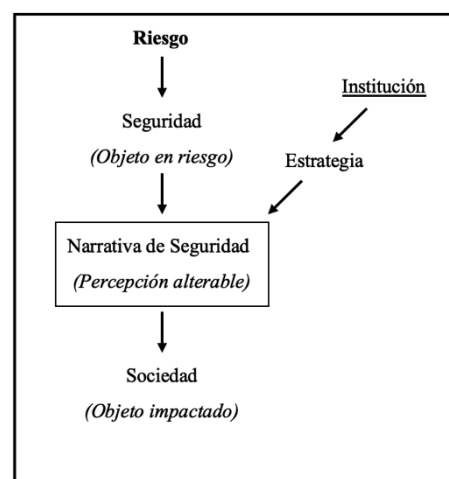 Riesgo
Institución
Seguridad
(Objeto en riesgo)
Estrategia
Narrativa de Seguridad
(Percepción alterable)
Sociedad
(Objeto impactado)